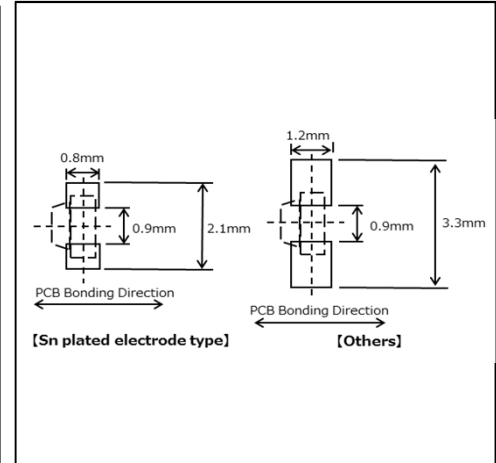 0.8mm
0.9mm
2.1mm
PCB Bonding Direction
【Sn plated electrode type】
1.2mm
0.9mm
3.3mm
PCB Bonding Direction
【Others】